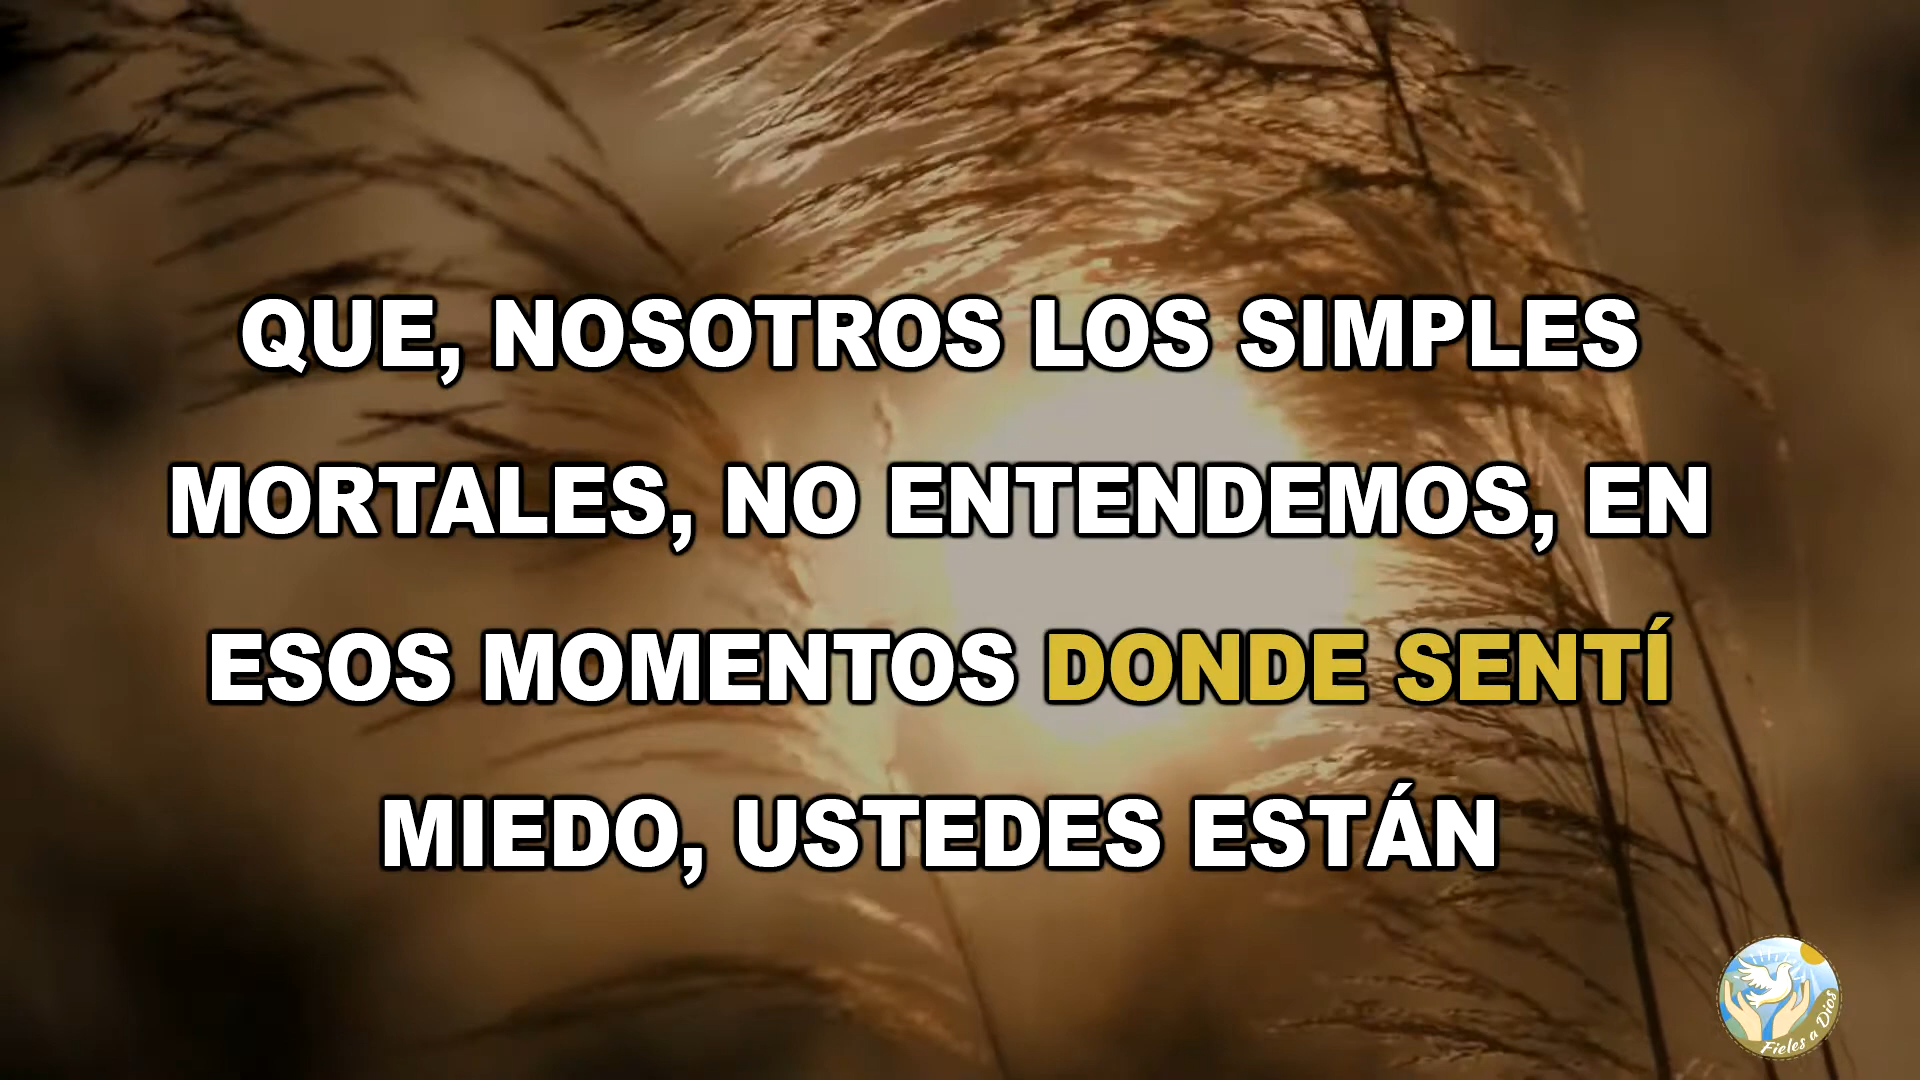 QUE, NOSOTROS LOS SIMPLES
MORTALES, NO ENTENDEMOS, EN
ESOS MOMENTOS DONDE SENTÍ
MIEDO, USTEDES ESTÁN
Fieles a Dios